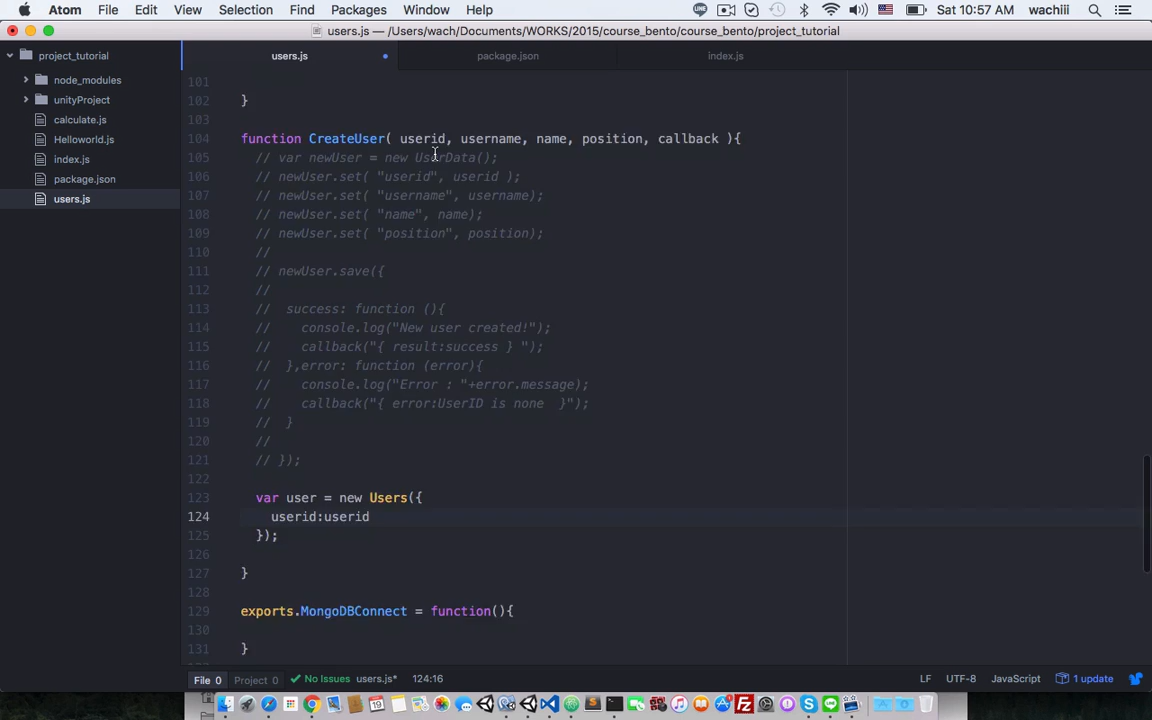 Atom File Edit View Selection Find Packages Window Help
Sat 10:57 AM wachiii
users.js — /Users/wach/Documents/WORKS/2015/course_bento/course_bento/project_tutorial
project_tutorial
node_modules
unityProject
calculate.js
Helloworld.js
index.js
package.json
users.js
users.js package.json index.js
101
102 }
103
104 function CreateUser( userid, username, name, position, callback ){
105 // var newUser = new UserData();
106 // newUser.set( "userid", userid );
107 // newUser.set( "username", username);
108 // newUser.set( "name", name);
109 // newUser.set( "position", position);
110 //
111 // newUser.save({
112 //
113 // success: function (){
114 // console.log("New user created!");
115 // callback("{ result:success } ");
116 // },error: function (error){
117 // console.log("Error : "+error.message);
118 // callback("{ error:UserID is none }");
119 // }
120 //
121 // });
122
123 var user = new Users({
124 userid:userid
125 });
126
127 }
128
129 exports.MongoDBConnect = function(){
130
131 }
File 0 Project 0 No Issues users.js* 124:16 LF UTF-8 JavaScript 1 update